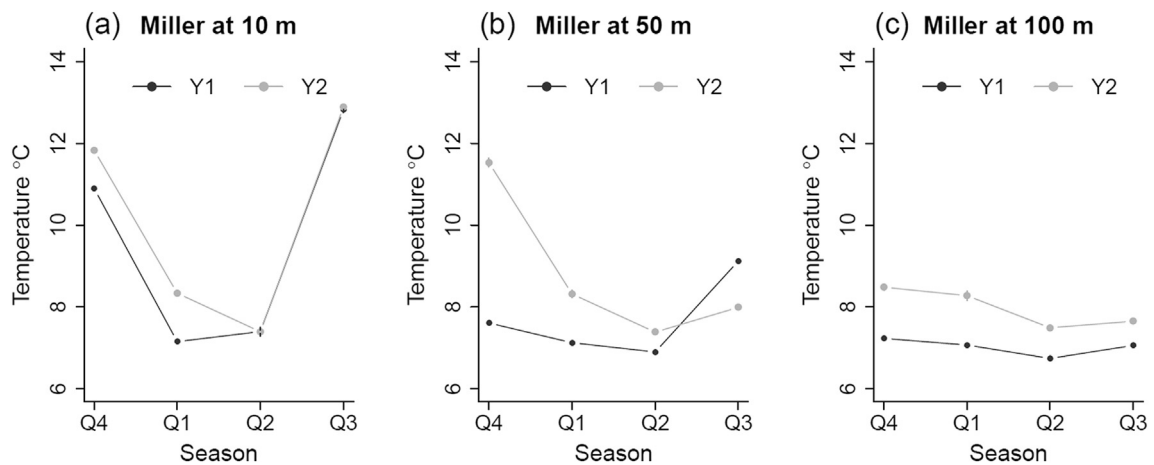 (a) Miller at 10 m
14
12
10
8
6
Temperature °C
Y1 Y2
Q4 Q1 Q2 Q3
Season
(b) Miller at 50 m
14
12
10
8
6
Temperature °C
Y1 Y2
Q4 Q1 Q2 Q3
Season
(c) Miller at 100 m
14
12
10
8
6
Temperature °C
Y1 Y2
Q4 Q1 Q2 Q3
Season